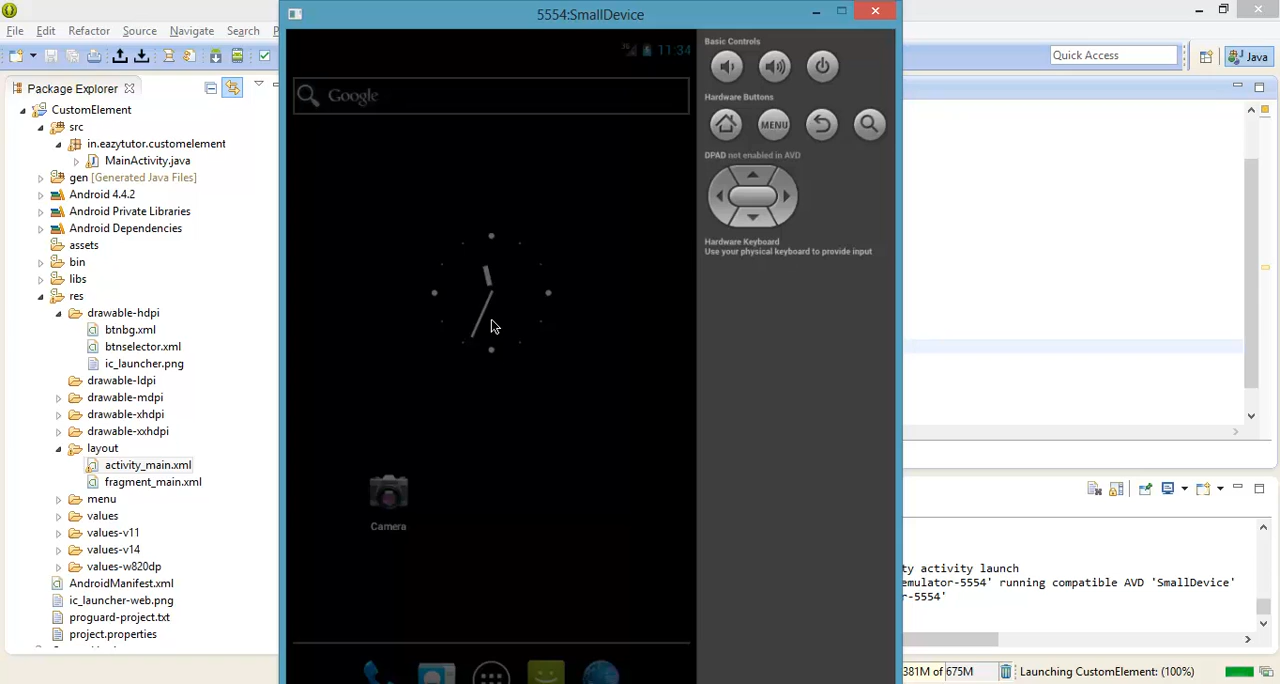 5554:SmallDevice
File Edit Refactor Source Navigate Search
Quick Access
Java
Package Explorer
CustomElement
src
in.eazytutor.customelement
MainActivity.java
gen [Generated Java Files]
Android 4.4.2
Android Private Libraries
Android Dependencies
assets
bin
libs
res
drawable-hdpi
btnbg.xml
btnselector.xml
ic_launcher.png
drawable-ldpi
drawable-mdpi
drawable-xhdpi
drawable-xxhdpi
layout
activity_main.xml
fragment_main.xml
menu
values
values-v11
values-v14
values-w820dp
AndroidManifest.xml
ic_launcher-web.png
proguard-project.txt
project.properties
3G 11:34
Google
Camera
Basic Controls
Hardware Buttons
MENU
DPAD not enabled in AVD
Hardware Keyboard
Use your physical keyboard to provide input
ty activity launch
emulator-5554' running compatible AVD 'SmallDevice'
r-5554'
381M of 675M
Launching CustomElement: (100%)